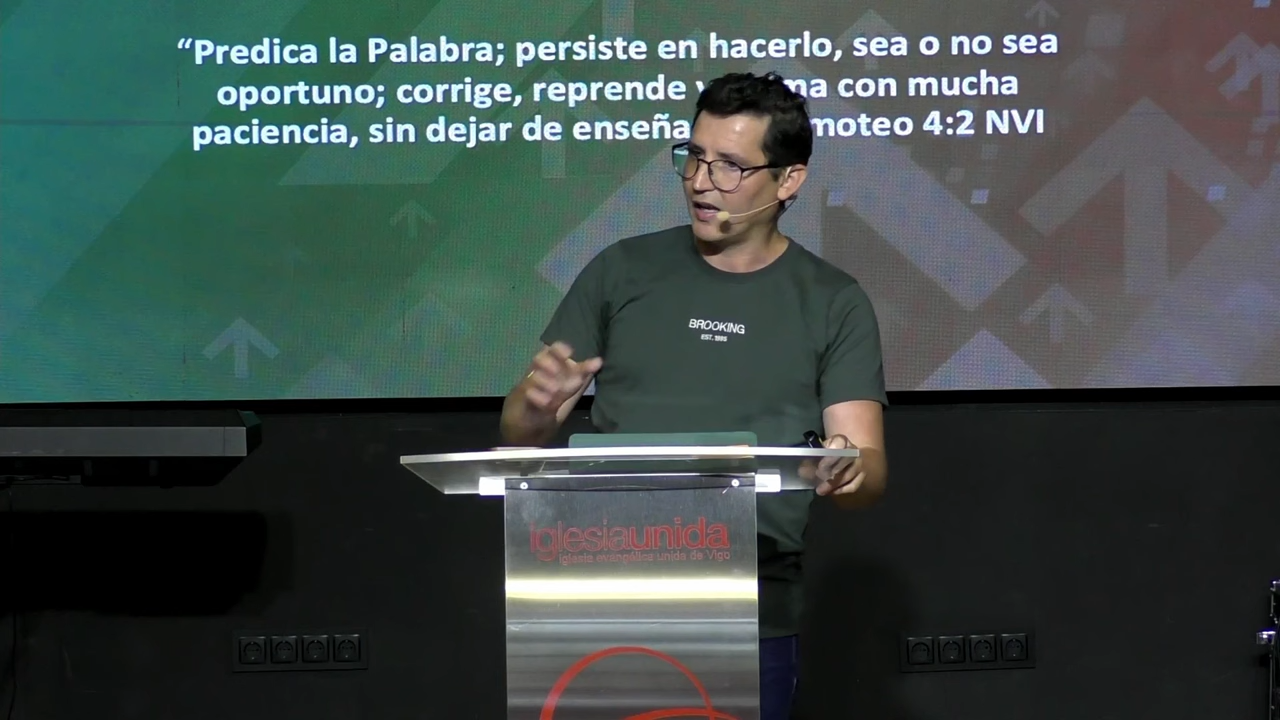 “Predica la Palabra; persiste en hacerlo, sea o no sea
oportuno; corrige, reprende y ma con mucha
paciencia, sin dejar de enseña moteo 4:2 NVI
BROOKING
EST. 1985
iglesiaunida
iglesia evangélica unida de Vigo